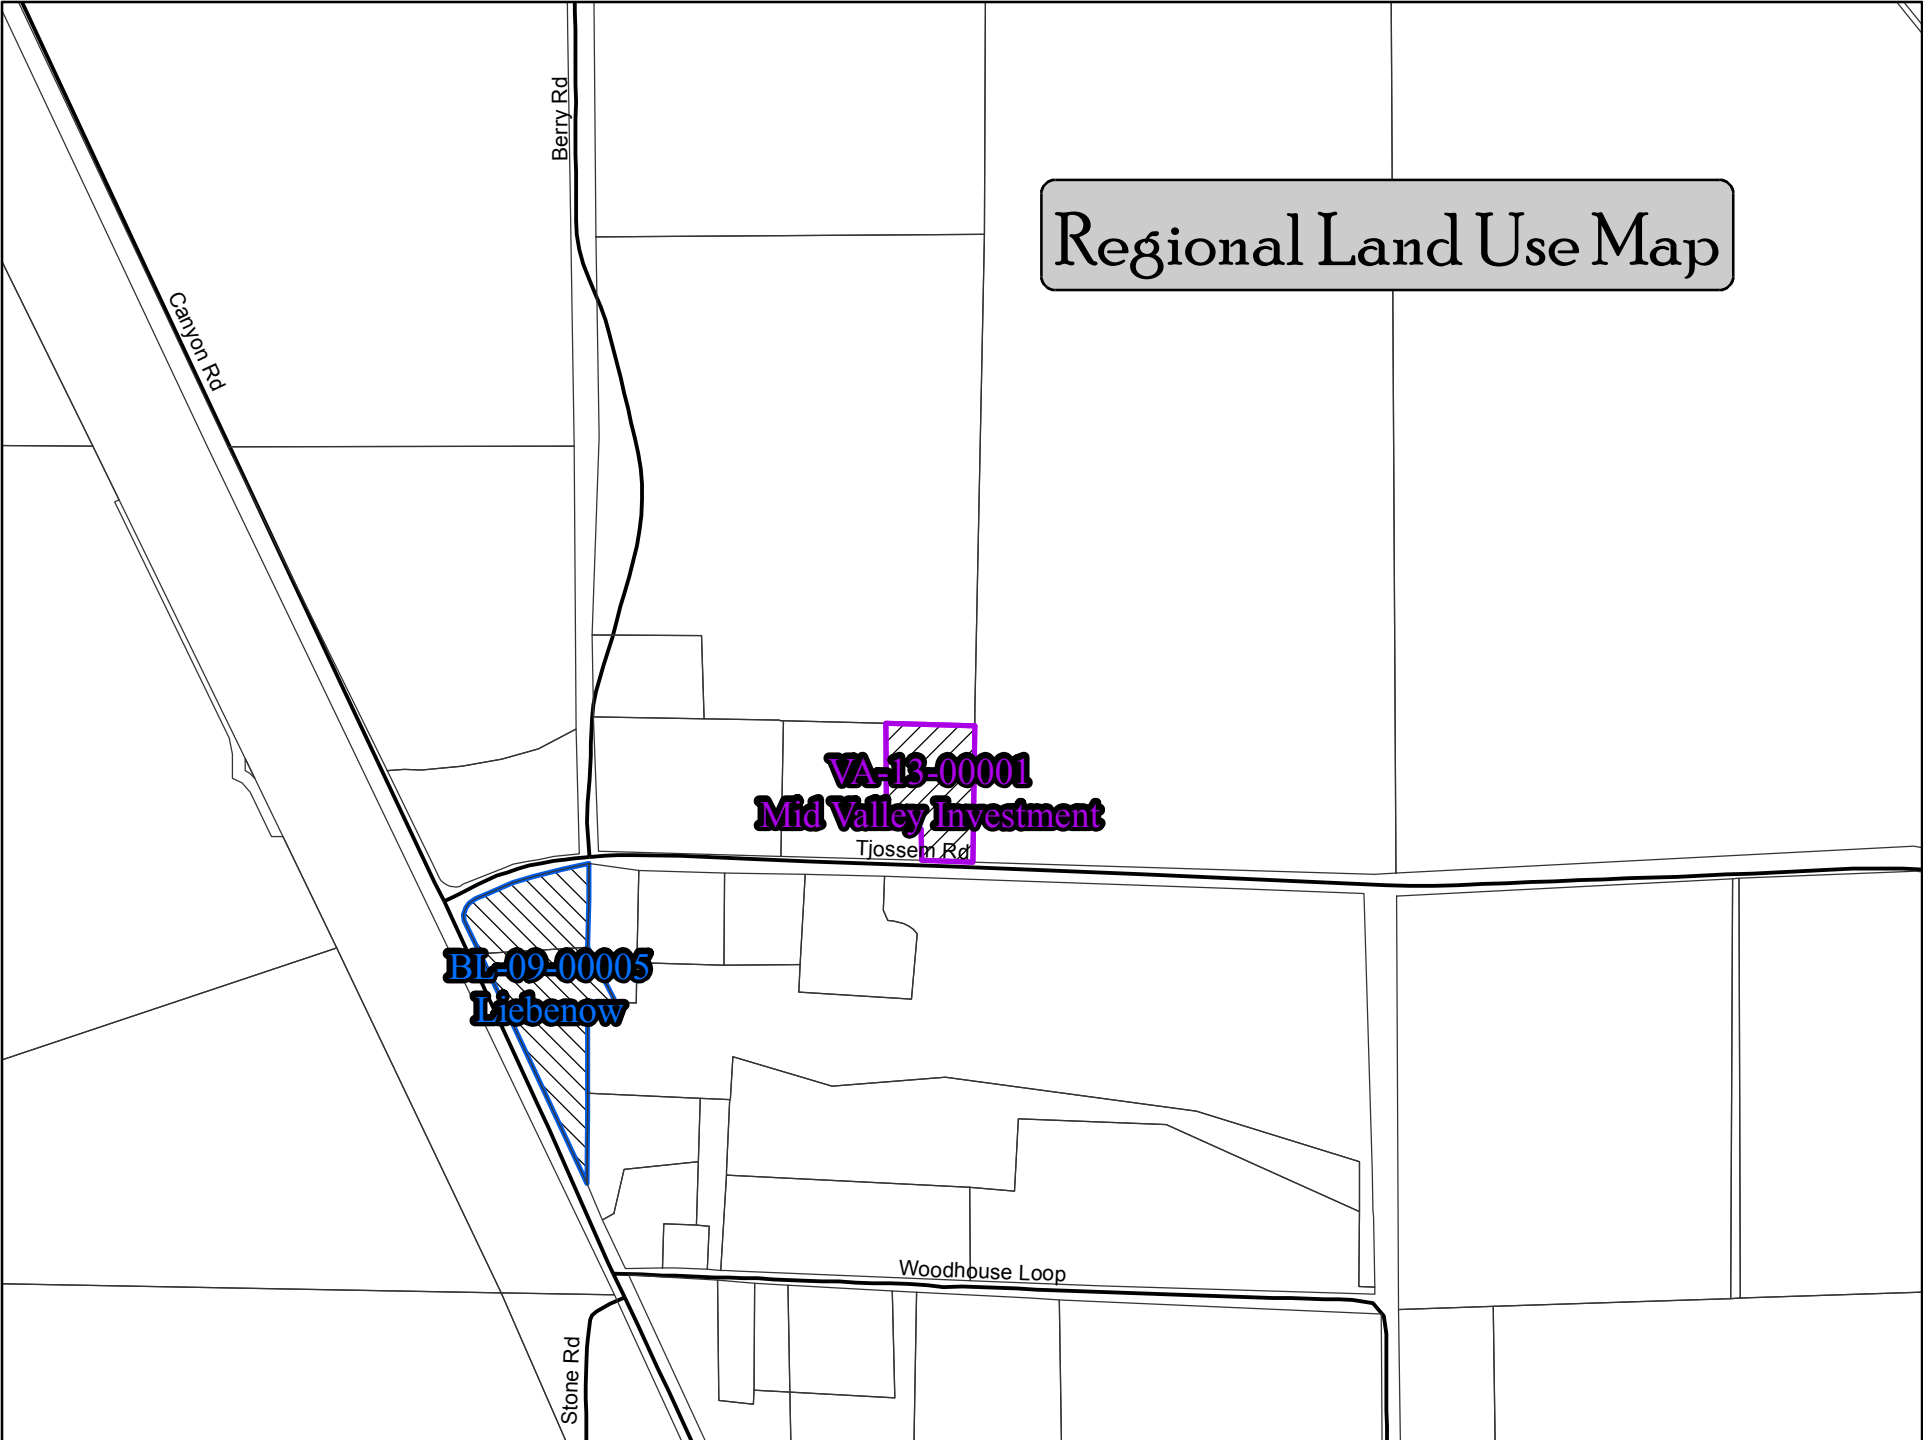 Berry Rd
Regional Land Use Map
Canyon Rd
VA-13-00001
Mid Valley Investment
Tjossem Rd
BL-09-00005
Liebenow
Woodhouse Loop
Stone Rd